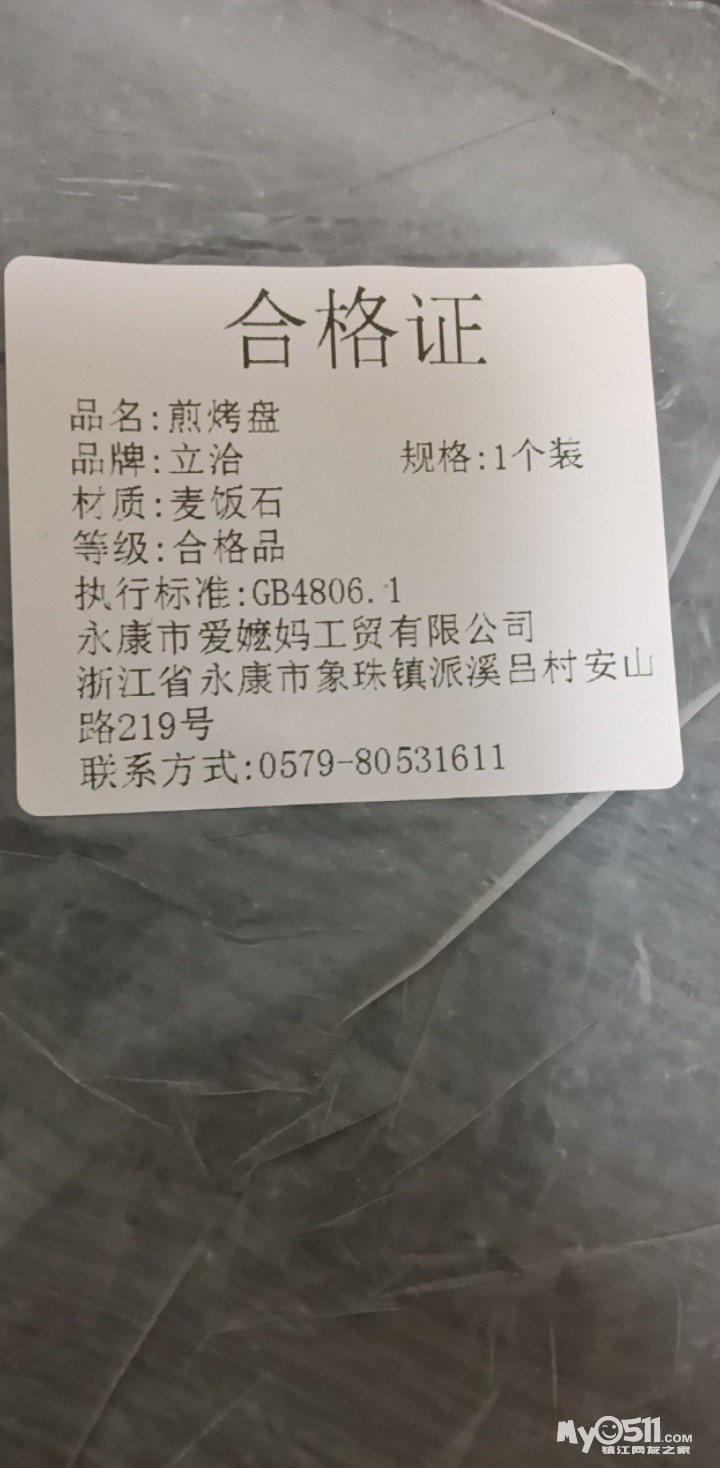 合格证
品名:煎烤盘
品牌:立洽 规格:1个装
材质:麦饭石
等级:合格品
执行标准:GB4806.1
永康市爱嬷妈工贸有限公司
浙江省永康市象珠镇派溪吕村安山
路219号
联系方式:0579-80531611
My0511.COM
镇江网友之家